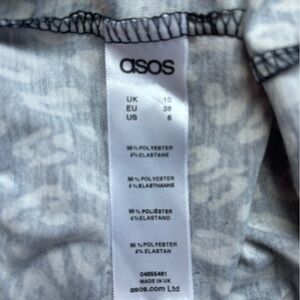 asos
UK 10
EU 38
US 6
96%POLYESTER
4%ELASTANE
96%POLYESTER
4%ELASTHANNE
96%POLIÉSTER
4%ELASTANO
96%POLYESTER
4%ELASTAN
04865461
MADE IN UK
asos.com Ltd